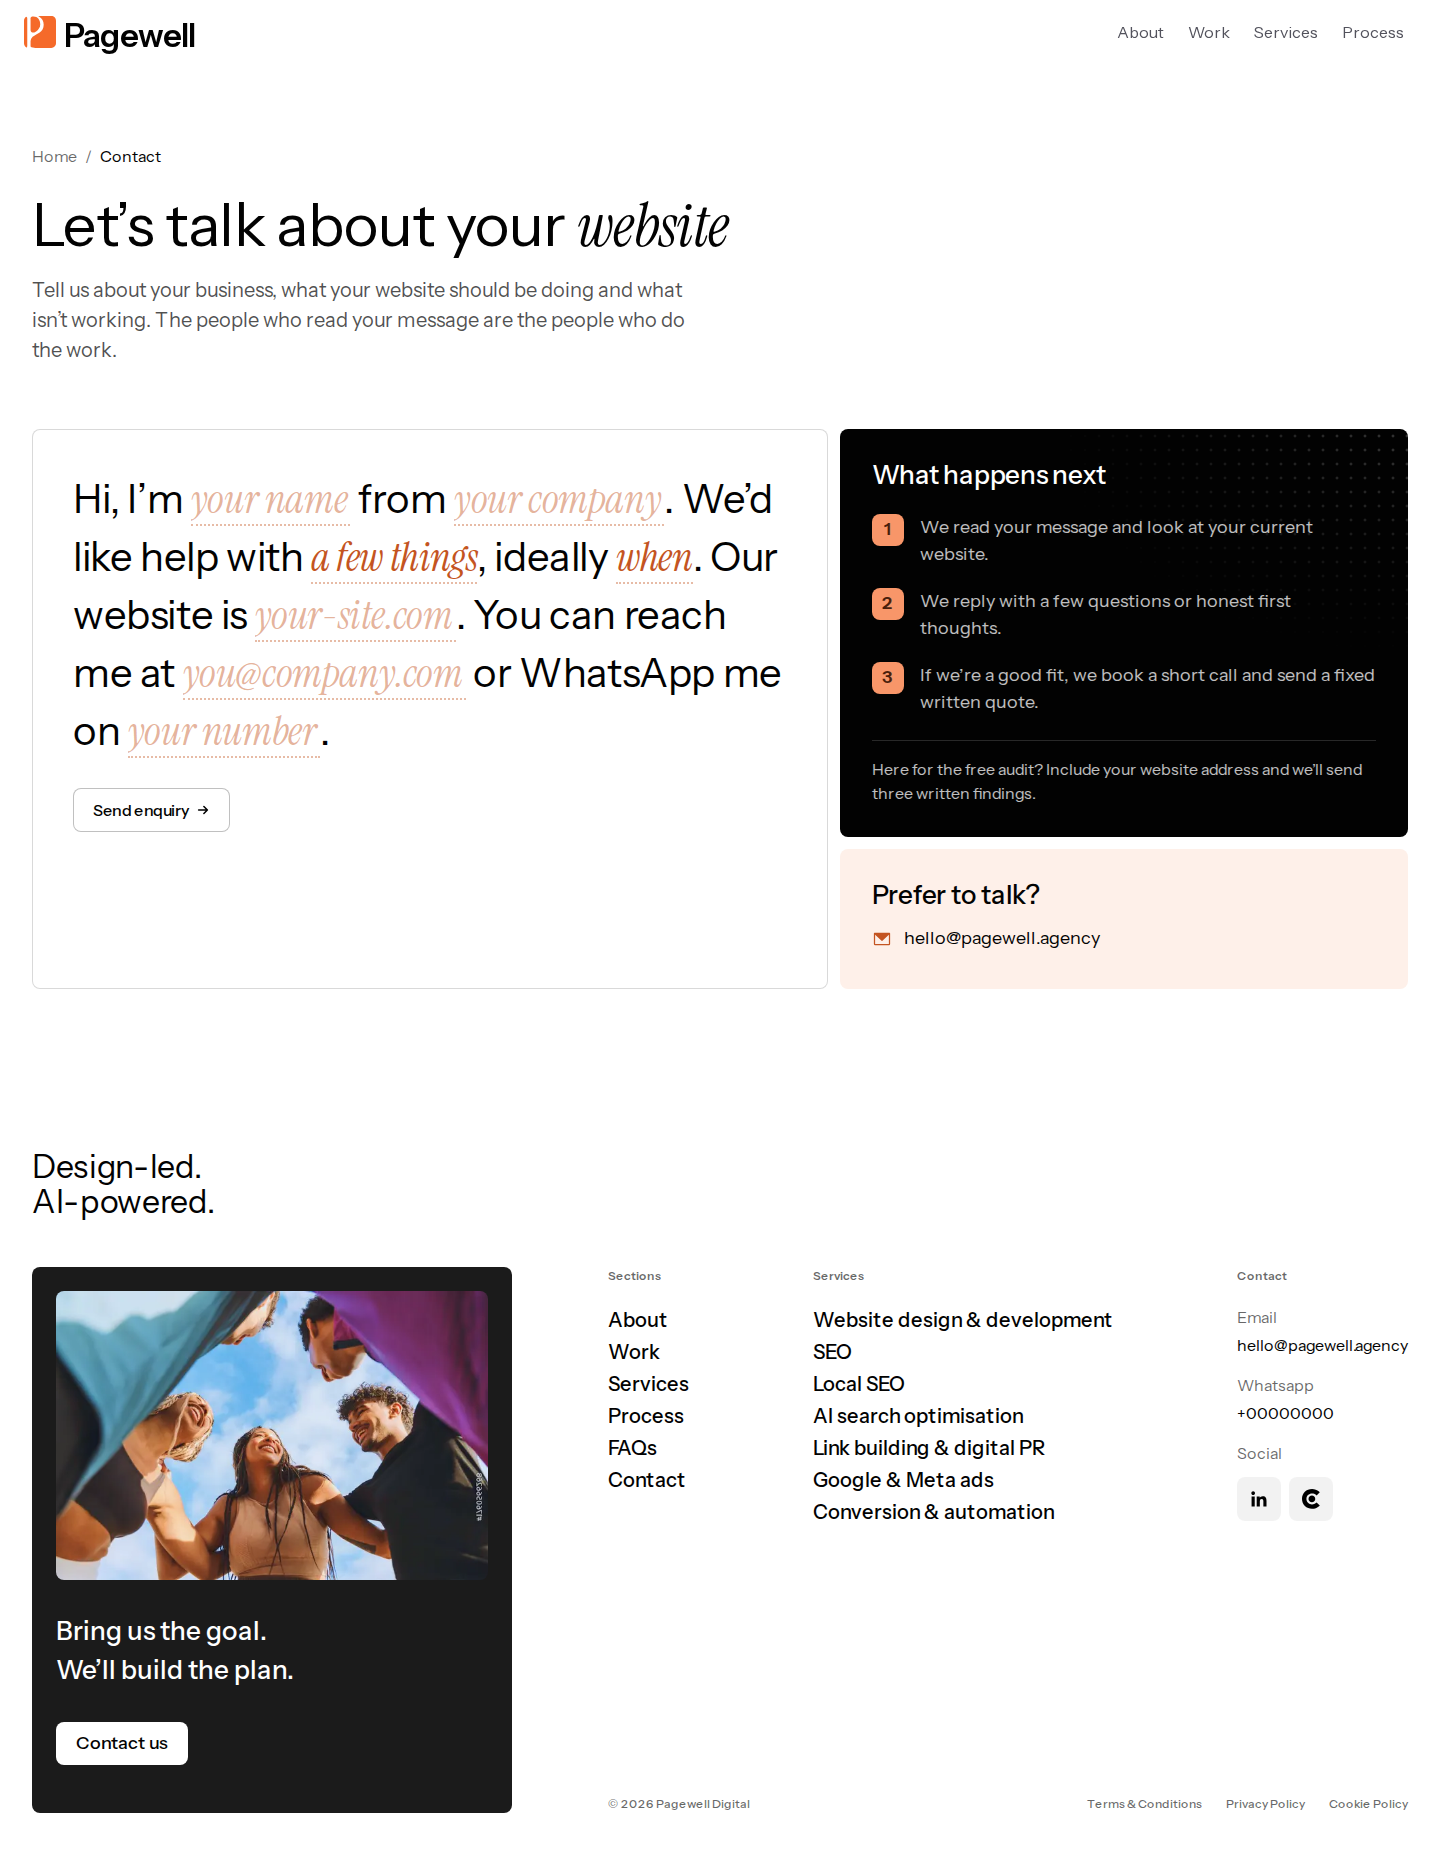 Pagewell
About Work Services Process
Home / Contact
Let’s talk about your website
Tell us about your business, what your website should be doing and what
isn’t working. The people who read your message are the people who do
the work.
Hi, I’m your name from your company. We’d
like help with a few things, ideally when. Our
website is your-site.com. You can reach
me at you@company.com or WhatsApp me
on your number.
Send enquiry →
What happens next
1 We read your message and look at your current
website.
2 We reply with a few questions or honest first
thoughts.
3 If we’re a good fit, we book a short call and send a fixed
written quote.
Here for the free audit? Include your website address and we’ll send
three written findings.
Prefer to talk?
hello@pagewell.agency
Design-led.
AI-powered.
#1760566268
Bring us the goal.
We’ll build the plan.
Contact us
Sections
About
Work
Services
Process
FAQs
Contact
Services
Website design & development
SEO
Local SEO
AI search optimisation
Link building & digital PR
Google & Meta ads
Conversion & automation
Contact
Email
hello@pagewell.agency
Whatsapp
+00000000
Social
in
© 2026 Pagewell Digital
Terms & Conditions Privacy Policy Cookie Policy